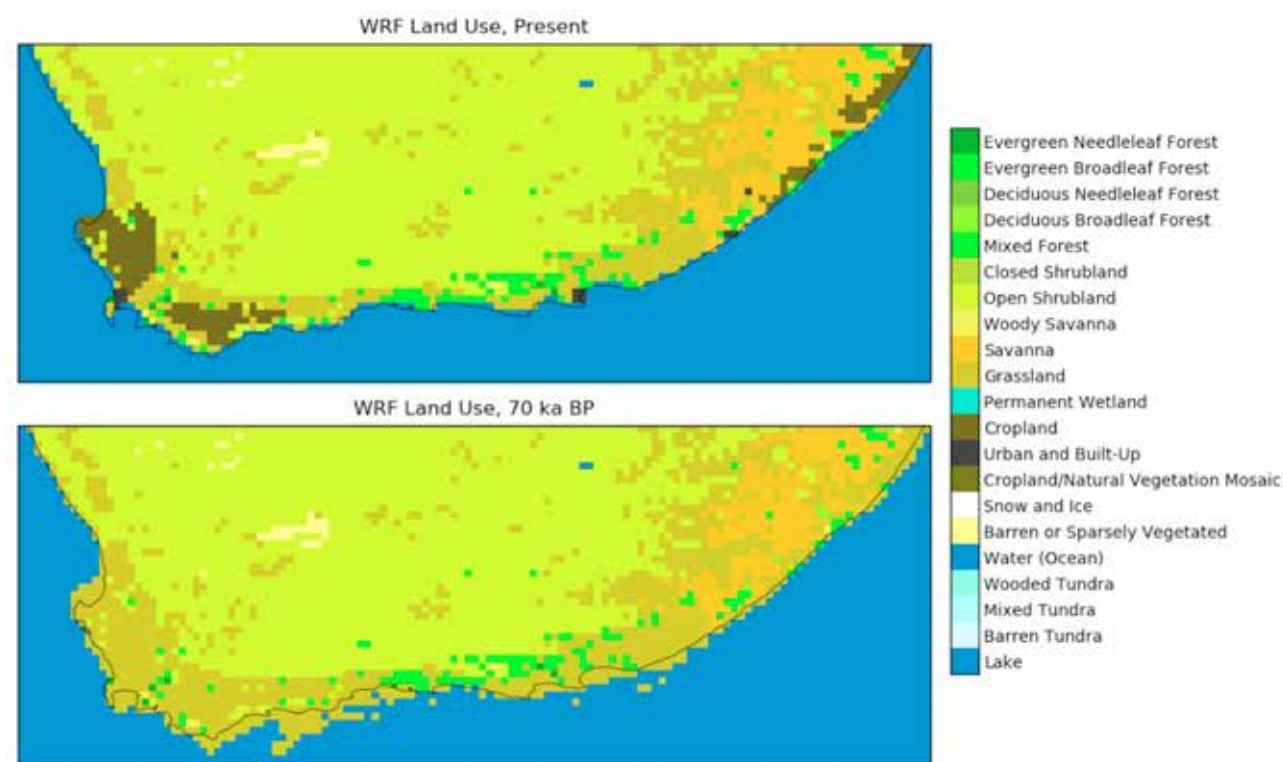 WRF Land Use, Present
WRF Land Use, 70 ka BP
Evergreen Needleleaf Forest
Evergreen Broadleaf Forest
Deciduous Needleleaf Forest
Deciduous Broadleaf Forest
Mixed Forest
Closed Shrubland
Open Shrubland
Woody Savanna
Savanna
Grassland
Permanent Wetland
Cropland
Urban and Built-Up
Cropland/Natural Vegetation Mosaic
Snow and Ice
Barren or Sparsely Vegetated
Water (Ocean)
Wooded Tundra
Mixed Tundra
Barren Tundra
Lake